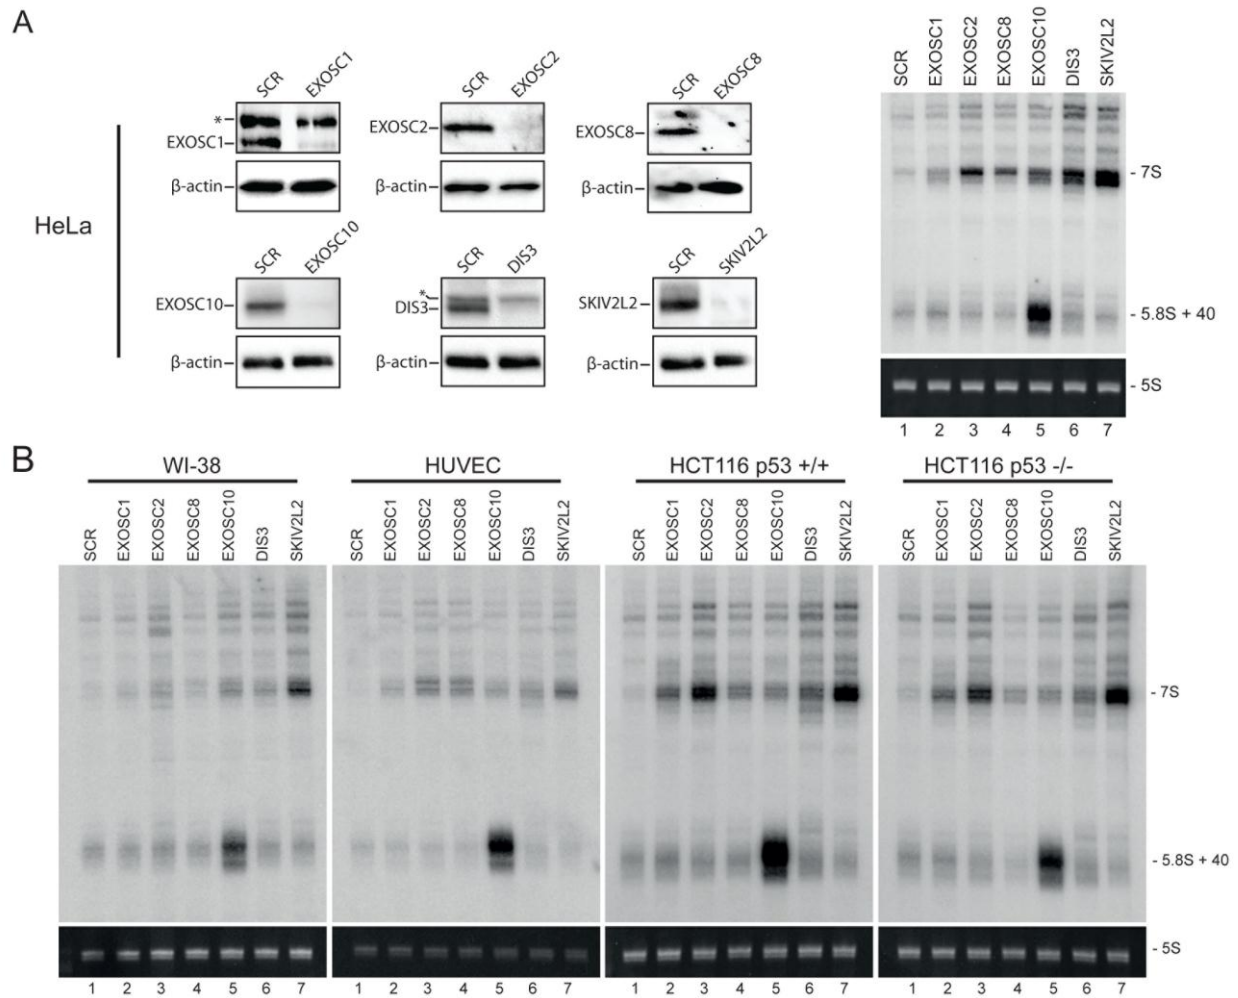 A
SCR EXOSC1
*
EXOSC1
β-actin
SCR EXOSC2
EXOSC2
β-actin
SCR EXOSC8
EXOSC8
β-actin
HeLa
SCR EXOSC10
EXOSC10
β-actin
SCR DIS3
*
DIS3
β-actin
SCR SKIV2L2
SKIV2L2
β-actin
SCR EXOSC1 EXOSC2 EXOSC8 EXOSC10 DIS3 SKIV2L2
- 7S
- 5.8S + 40
- 5S
1 2 3 4 5 6 7
B
WI-38 HUVEC HCT116 p53 +/+ HCT116 p53 -/-
SCR EXOSC1 EXOSC2 EXOSC8 EXOSC10 DIS3 SKIV2L2 SCR EXOSC1 EXOSC2 EXOSC8 EXOSC10 DIS3 SKIV2L2 SCR EXOSC1 EXOSC2 EXOSC8 EXOSC10 DIS3 SKIV2L2 SCR EXOSC1 EXOSC2 EXOSC8 EXOSC10 DIS3 SKIV2L2
- 7S
- 5.8S + 40
- 5S
1 2 3 4 5 6 7 1 2 3 4 5 6 7 1 2 3 4 5 6 7 1 2 3 4 5 6 7